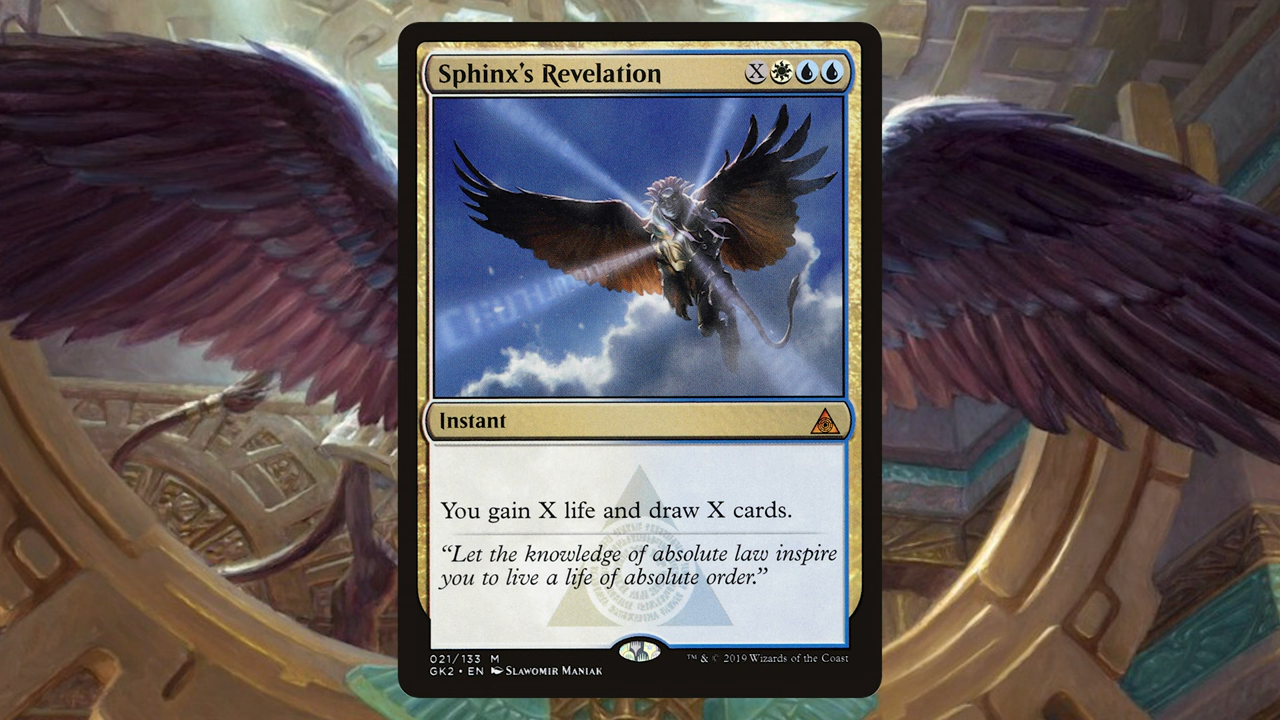 Sphinx's Revelation X
Instant
You gain X life and draw X cards.
“Let the knowledge of absolute law inspire
you to live a life of absolute order.”
021/133 M
GK2 • EN Slawomir Maniak
™ & © 2019 Wizards of the Coast